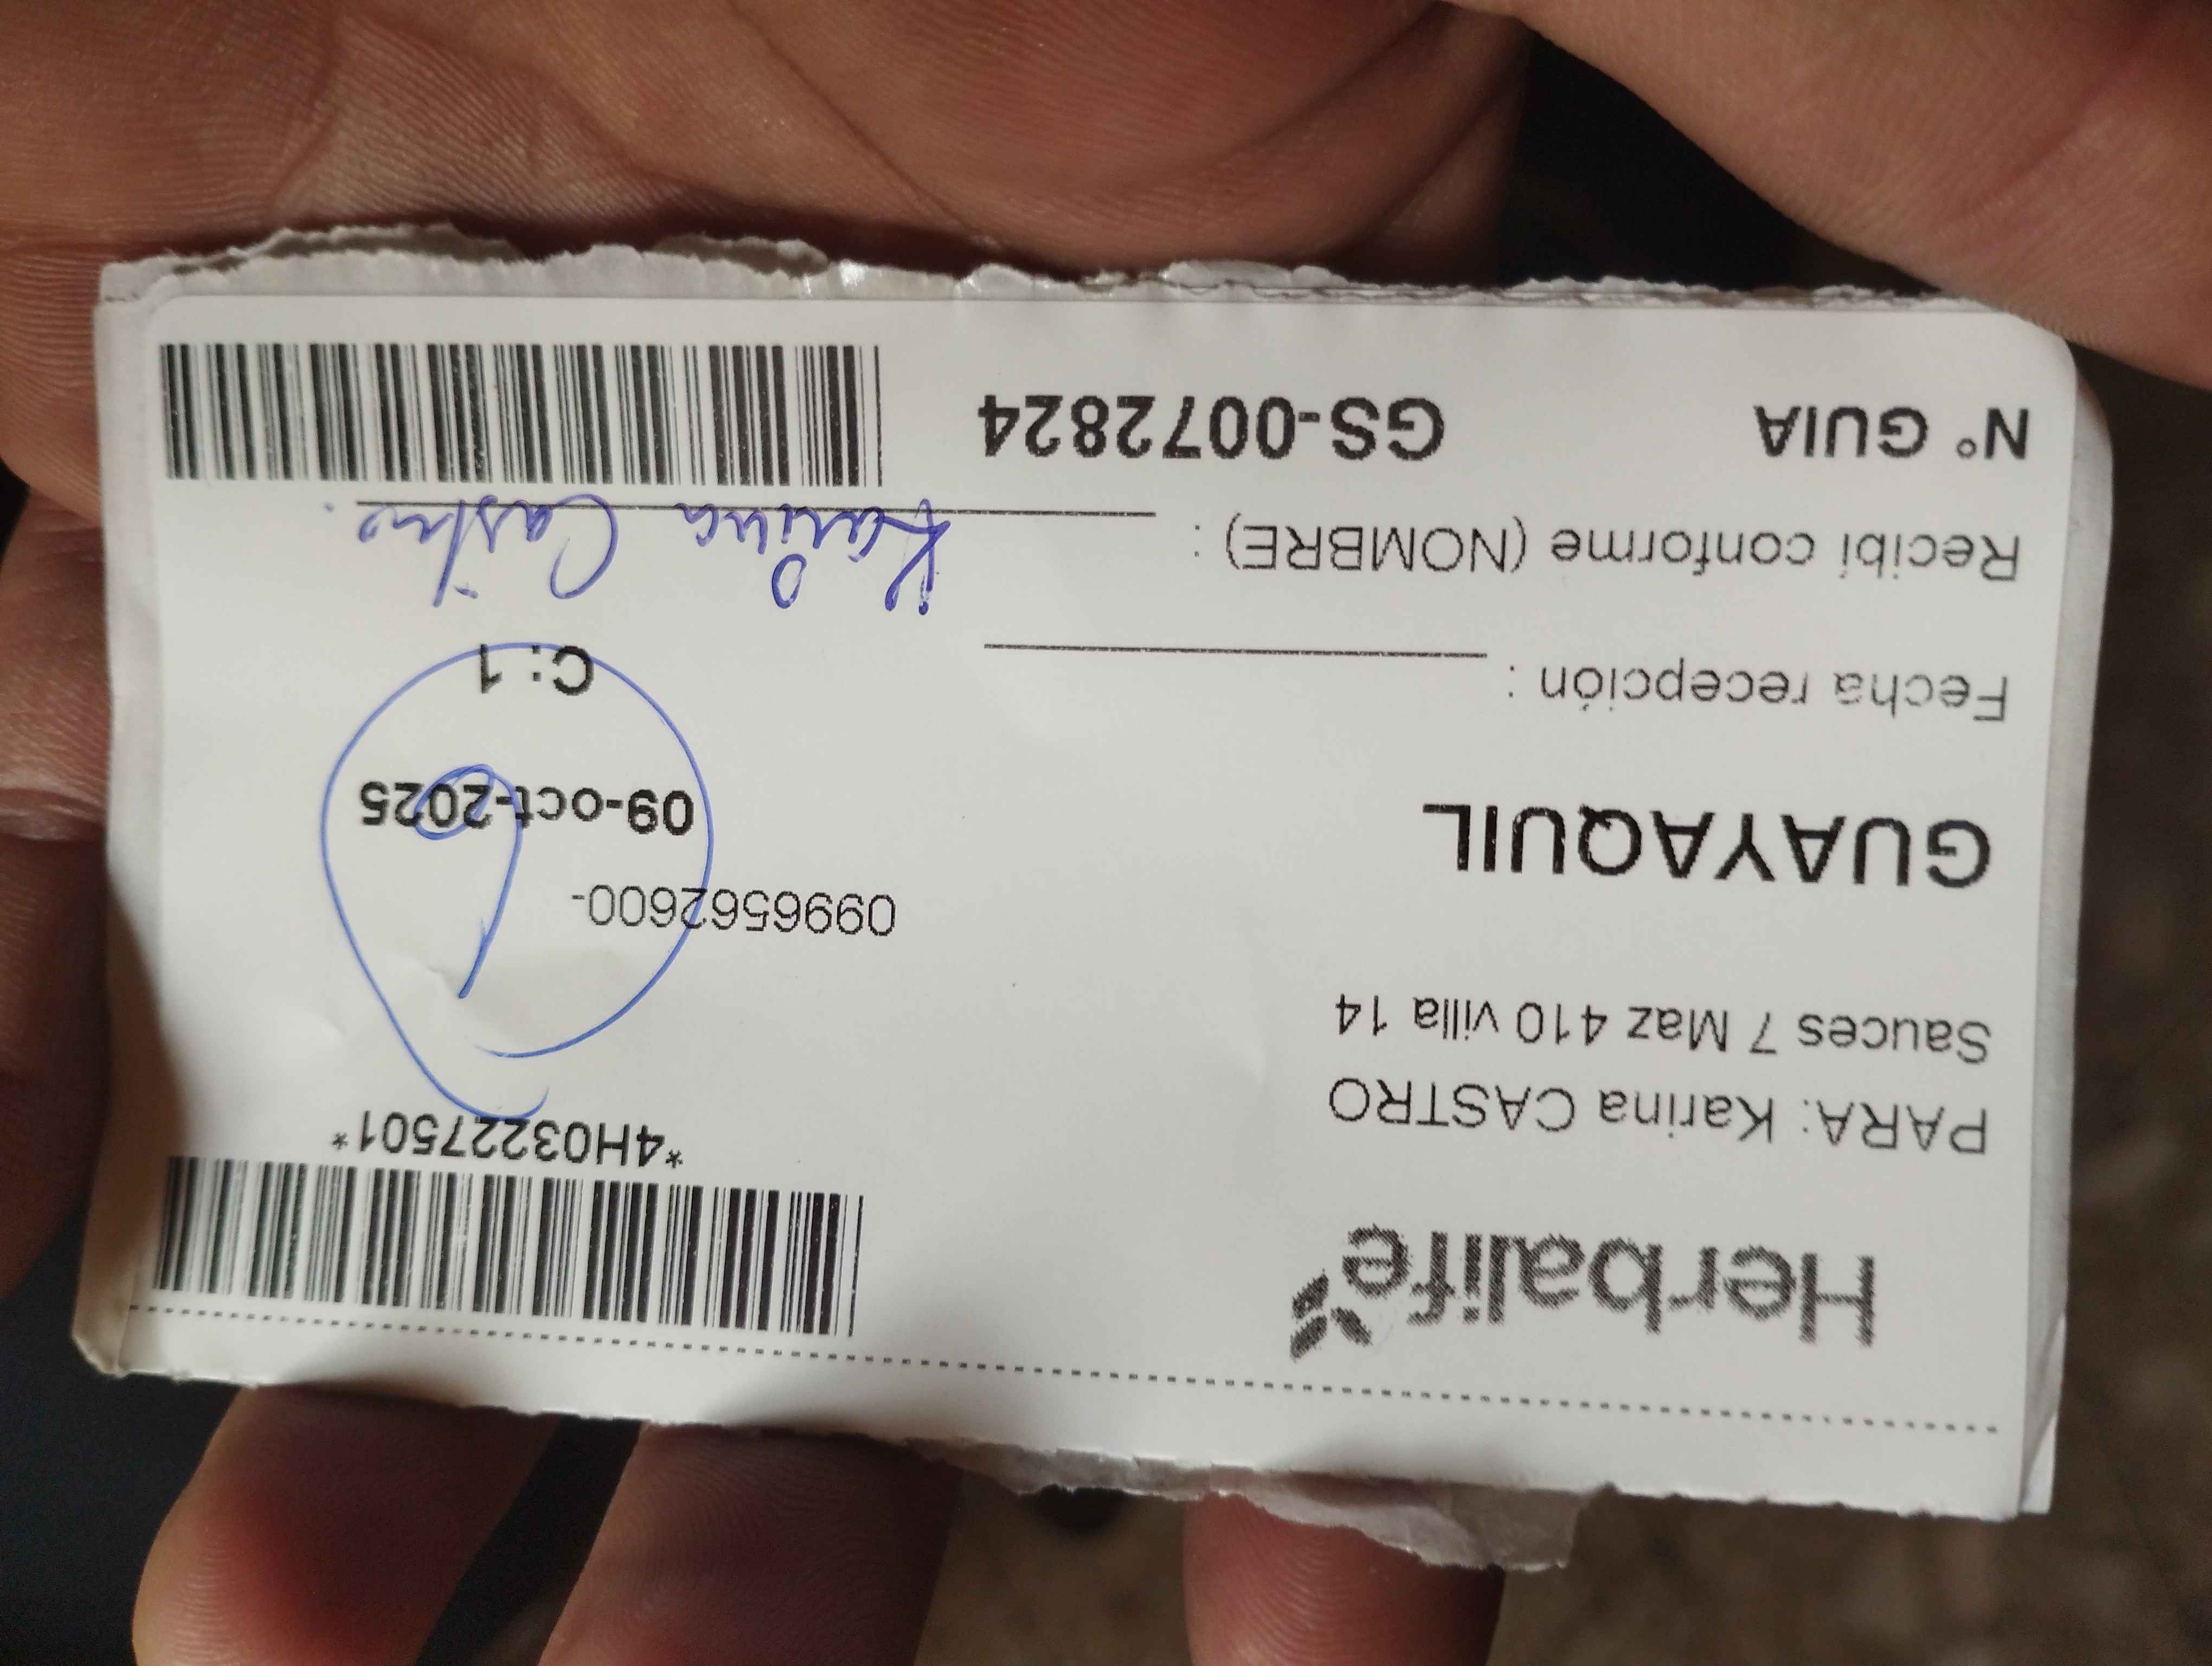 Herbalife
*4H03227501*
PARA: Karina CASTRO
Sauces 7 Maz 410 villa 14
0996562600-
GUAYAQUIL
09-oct-2025
C: 1
Fecha recepción :
Recibí conforme (NOMBRE) : Karina Castro.
N° GUIA GS-0072824